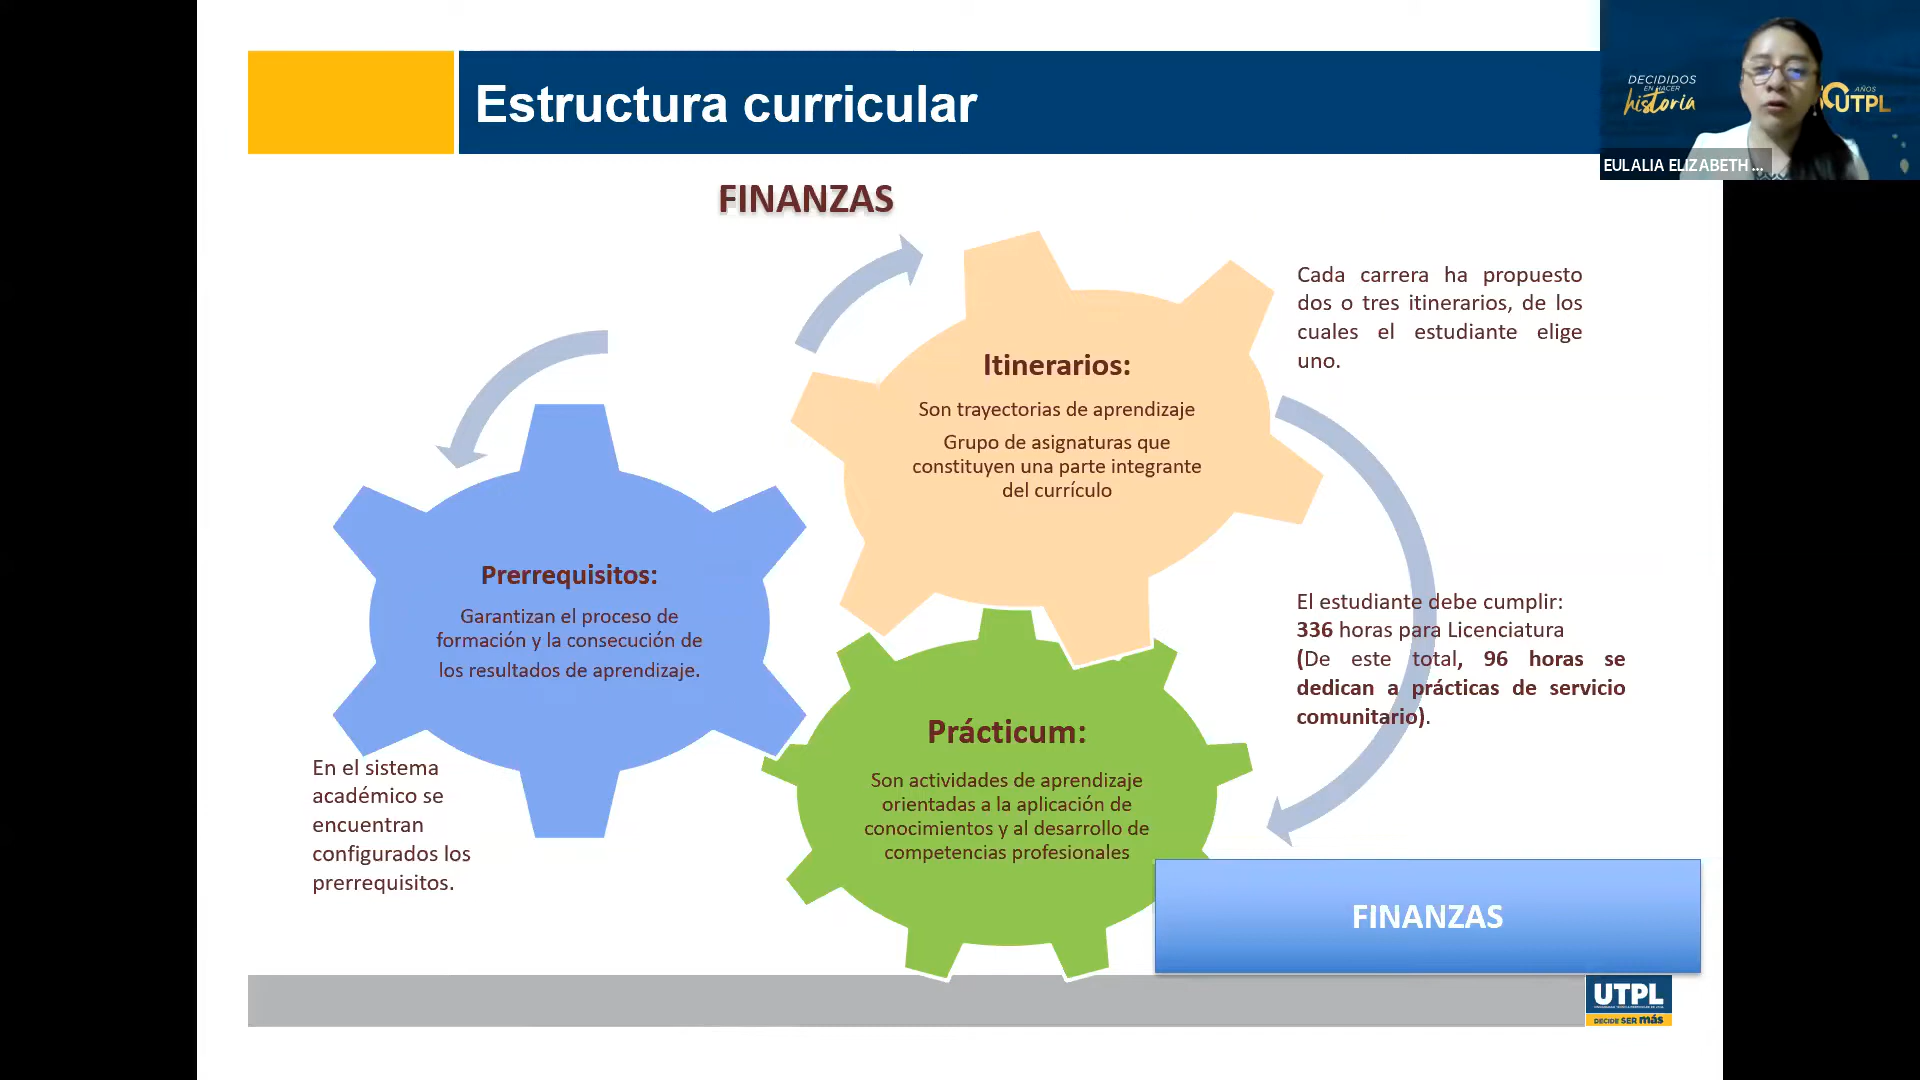 Estructura curricular
DECIDIDOS
EN HACER
historia
AÑOS
UTPL
EULALIA ELIZABETH ...
FINANZAS
Cada carrera ha propuesto
dos o tres itinerarios, de los
cuales el estudiante elige
uno.
Itinerarios:
Son trayectorias de aprendizaje
Grupo de asignaturas que
constituyen una parte integrante
del currículo
Prerrequisitos:
Garantizan el proceso de
formación y la consecución de
los resultados de aprendizaje.
El estudiante debe cumplir:
336 horas para Licenciatura
(De este total, 96 horas se
dedican a prácticas de servicio
comunitario).
Prácticum:
Son actividades de aprendizaje
orientadas a la aplicación de
conocimientos y al desarrollo de
competencias profesionales
En el sistema
académico se
encuentran
configurados los
prerrequisitos.
FINANZAS
UTPL
DECIDE SER más